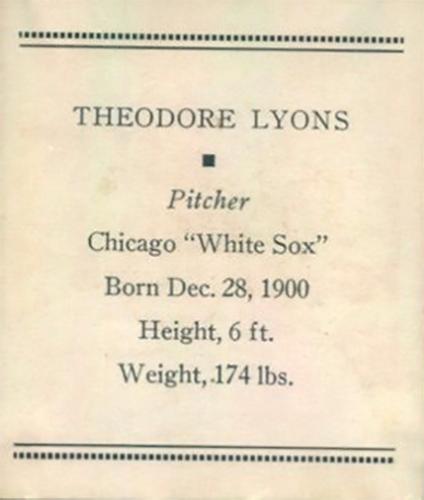 THEODORE LYONS
Pitcher
Chicago “White Sox”
Born Dec. 28, 1900
Height, 6 ft.
Weight, 174 lbs.